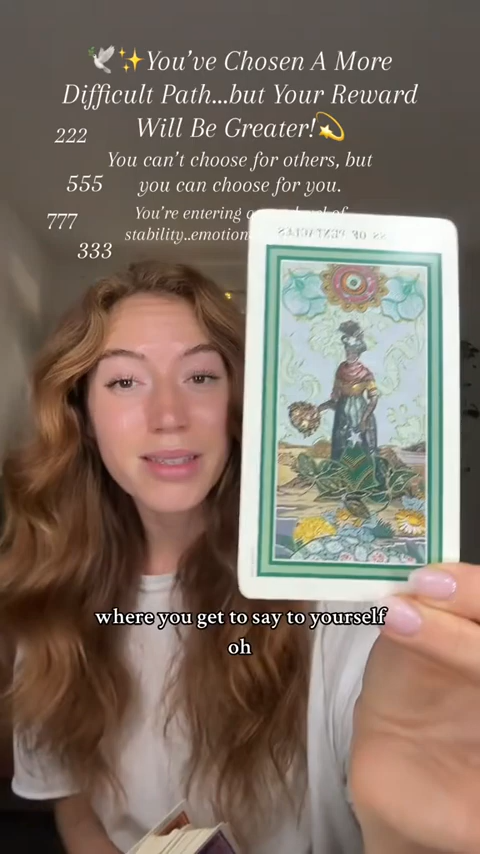 🕊️✨You've Chosen A More
Difficult Path...but Your Reward
Will Be Greater!💫
222
You can't choose for others, but
555
you can choose for you.
777
You're entering
stability..emotion
333
OF PENTACLES
where you get to say to yourself
oh